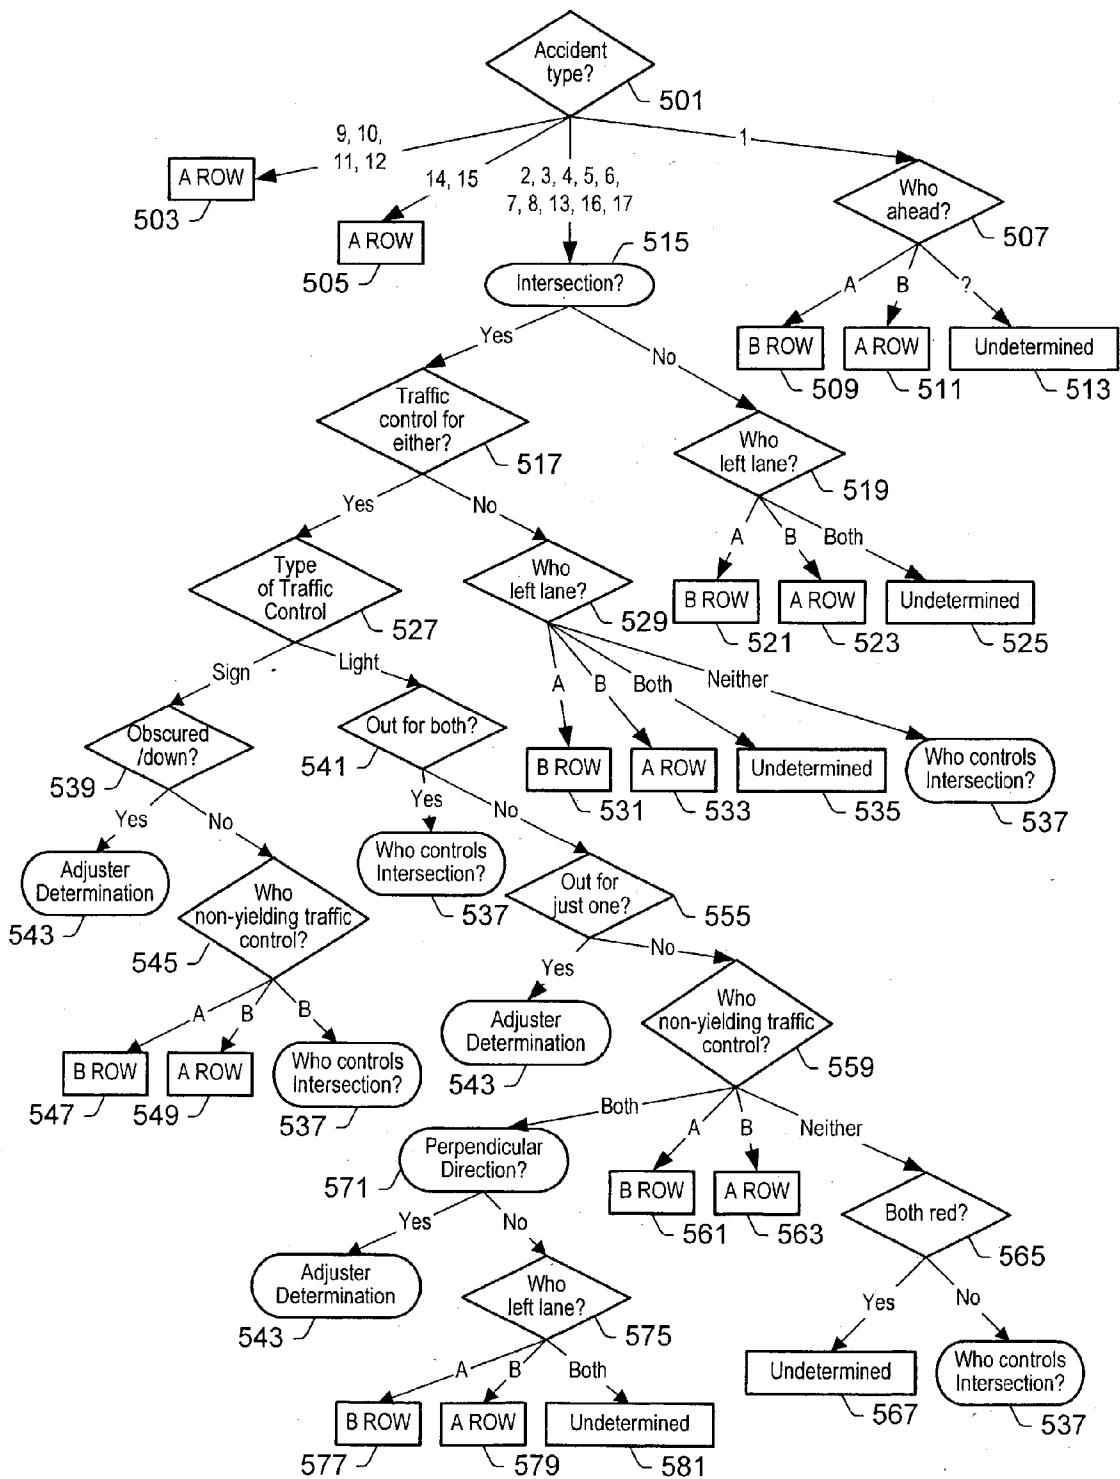 Accident
type?
501
9, 10,
11, 12
14, 15
2, 3, 4, 5, 6,
7, 8, 13, 16, 17
1
A ROW
503
A ROW
505
Who
ahead?
507
515
Intersection?
A
B
?
B ROW
509
A ROW
511
Undetermined
513
Yes
No
Traffic
control for
either?
517
Who
left lane?
519
Yes
No
A
B
Both
Type
of Traffic
Control
527
Who
left lane?
529
B ROW
521
A ROW
523
Undetermined
525
Sign
Light
A
B
Both
Neither
Obscured
/down?
539
Out for both?
541
B ROW
531
A ROW
533
Undetermined
535
Who controls
Intersection?
537
Yes
No
Yes
No
Adjuster
Determination
543
Who
non-yielding traffic
control?
545
Who controls
Intersection?
537
Out for
just one?
555
Yes
No
A
B
B
Adjuster
Determination
543
Who
non-yielding traffic
control?
559
B ROW
547
A ROW
549
Who controls
Intersection?
537
Both
A
B
Neither
Perpendicular
Direction?
571
B ROW
561
A ROW
563
Both red?
565
Yes
No
Yes
No
Adjuster
Determination
543
Who
left lane?
575
Undetermined
567
Who controls
Intersection?
537
A
B
Both
B ROW
577
A ROW
579
Undetermined
581